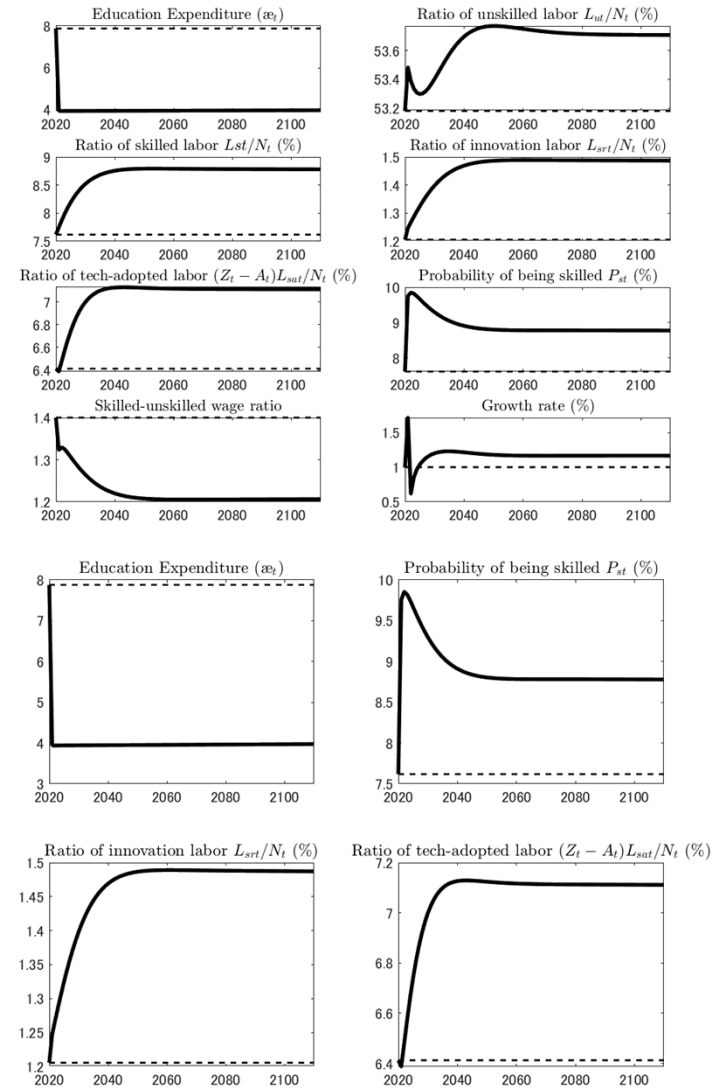 Education Expenditure (æₜ)
8
6
4
2020 2040 2060 2080 2100
Ratio of unskilled labor Lᵤₜ/Nₜ (%)
53.6
53.4
53.2
2020 2040 2060 2080 2100
Ratio of skilled labor Lst/Nₜ (%)
9
8.5
8
7.5
2020 2040 2060 2080 2100
Ratio of innovation labor Lₛᵣₜ/Nₜ (%)
1.5
1.4
1.3
1.2
2020 2040 2060 2080 2100
Ratio of tech-adopted labor (Zₜ − Aₜ)Lₛₐₜ/Nₜ (%)
7
6.8
6.6
6.4
2020 2040 2060 2080 2100
Probability of being skilled Pₛₜ (%)
10
9
8
2020 2040 2060 2080 2100
Skilled-unskilled wage ratio
1.4
1.3
1.2
2020 2040 2060 2080 2100
Growth rate (%)
1.5
1
0.5
2020 2040 2060 2080 2100
Education Expenditure (æₜ)
8
7
6
5
4
3
2020 2040 2060 2080 2100
Probability of being skilled Pₛₜ (%)
10
9.5
9
8.5
8
7.5
2020 2040 2060 2080 2100
Ratio of innovation labor Lₛᵣₜ/Nₜ (%)
1.5
1.45
1.4
1.35
1.3
1.25
1.2
2020 2040 2060 2080 2100
Ratio of tech-adopted labor (Zₜ − Aₜ)Lₛₐₜ/Nₜ (%)
7.2
7
6.8
6.6
6.4
2020 2040 2060 2080 2100